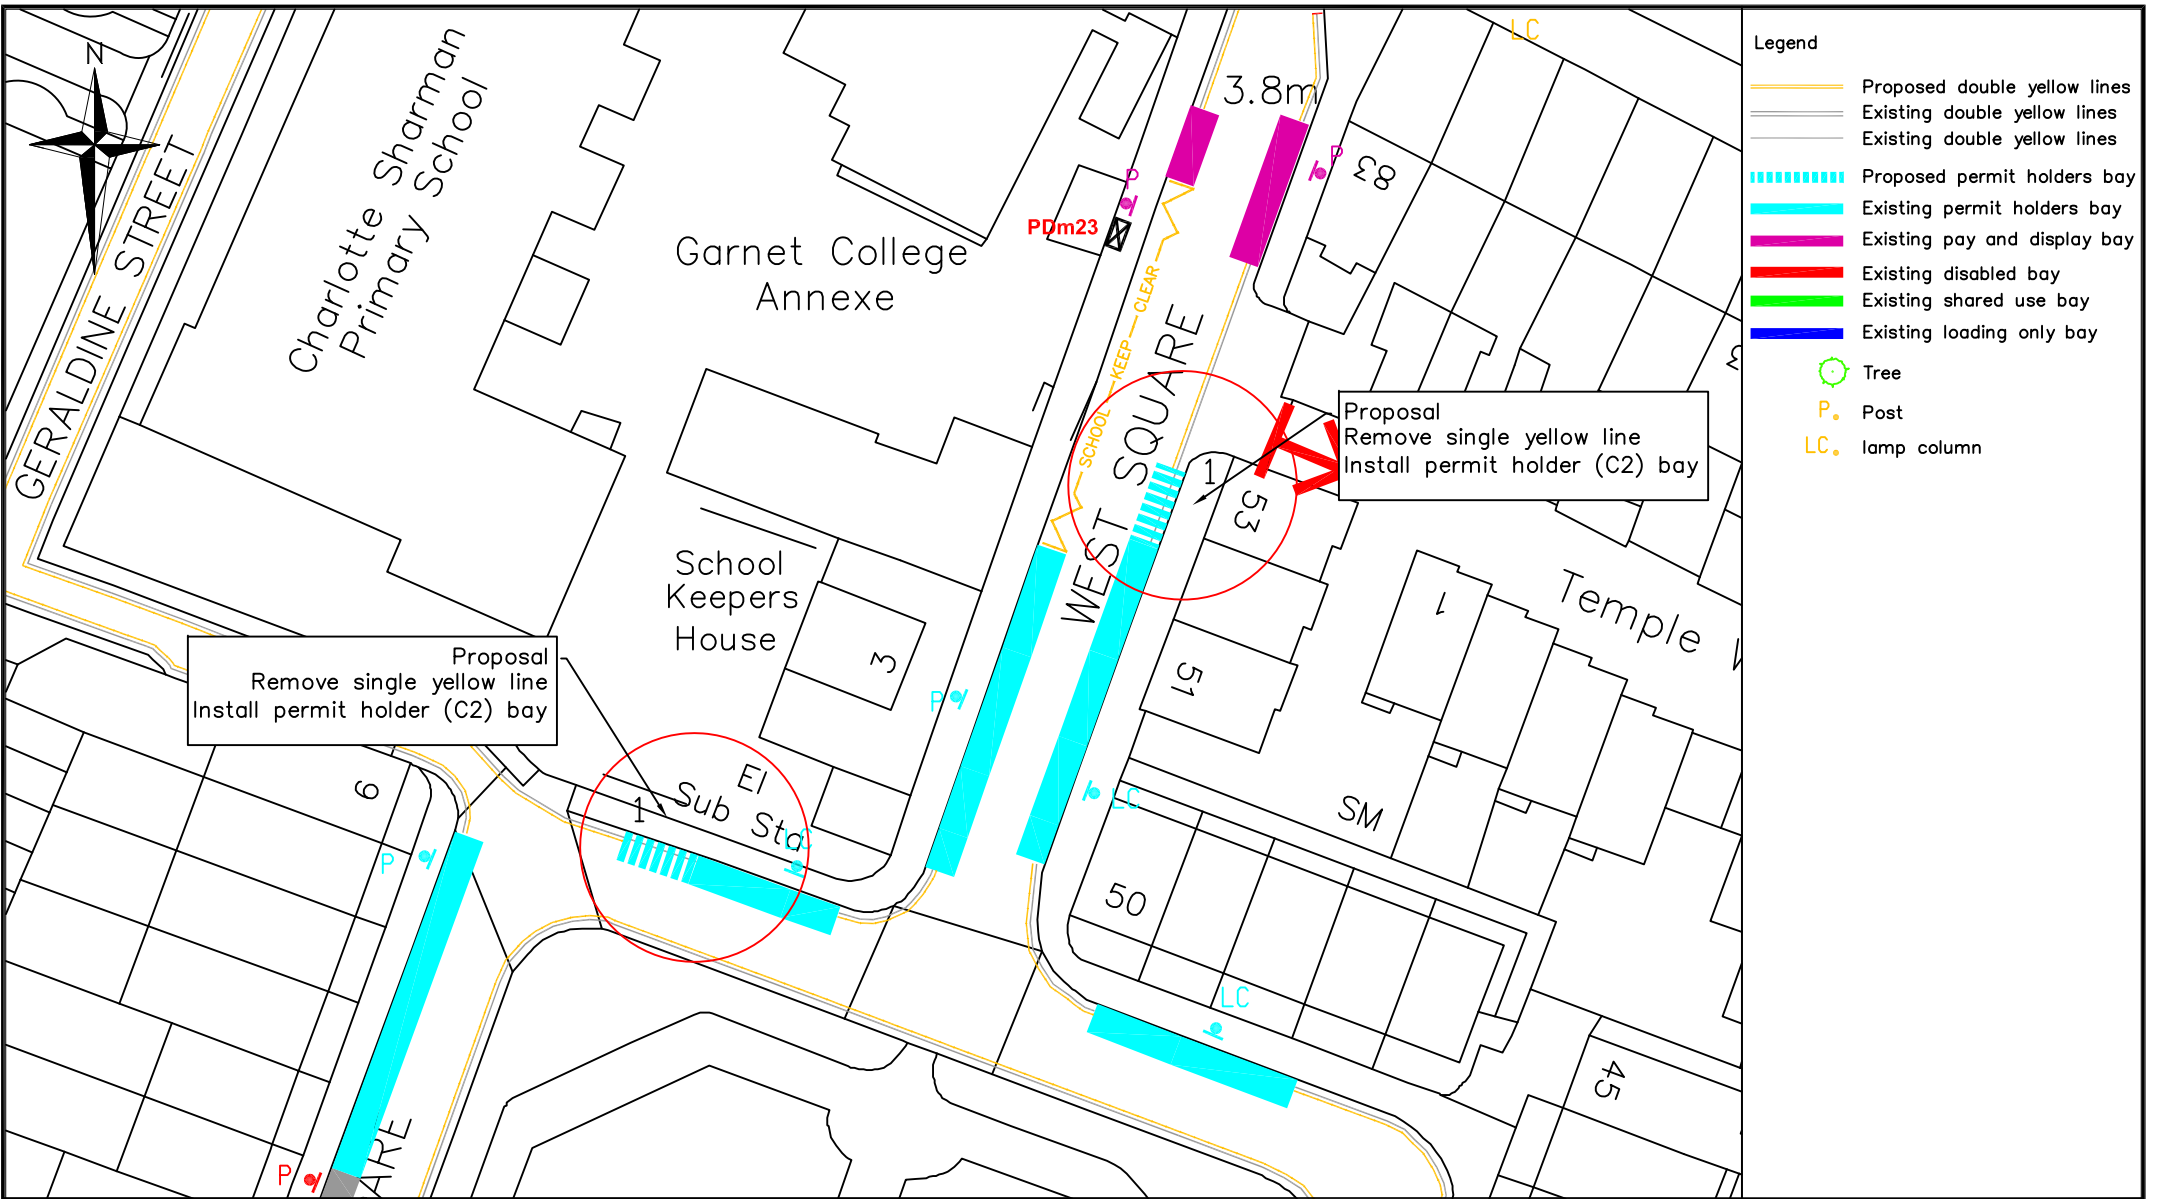 N
GERALDINE STREET
Charlotte Sharman
Primary School
Garnet College
Annexe
PDm23
P
3.8m
P
LC
83
SCHOOL KEEP CLEAR
WEST SQUARE
Proposal
Remove single yellow line
Install permit holder (C2) bay
1
53
School
Keepers
House
3
P
51
1
Temple
Proposal
Remove single yellow line
Install permit holder (C2) bay
El
Sub Sta
1
LC
LC
SM
9
P
50
LC
45
P
ARE
Legend
Proposed double yellow lines
Existing double yellow lines
Existing double yellow lines
Proposed permit holders bay
Existing permit holders bay
Existing pay and display bay
Existing disabled bay
Existing shared use bay
Existing loading only bay
Tree
P. Post
LC. lamp column